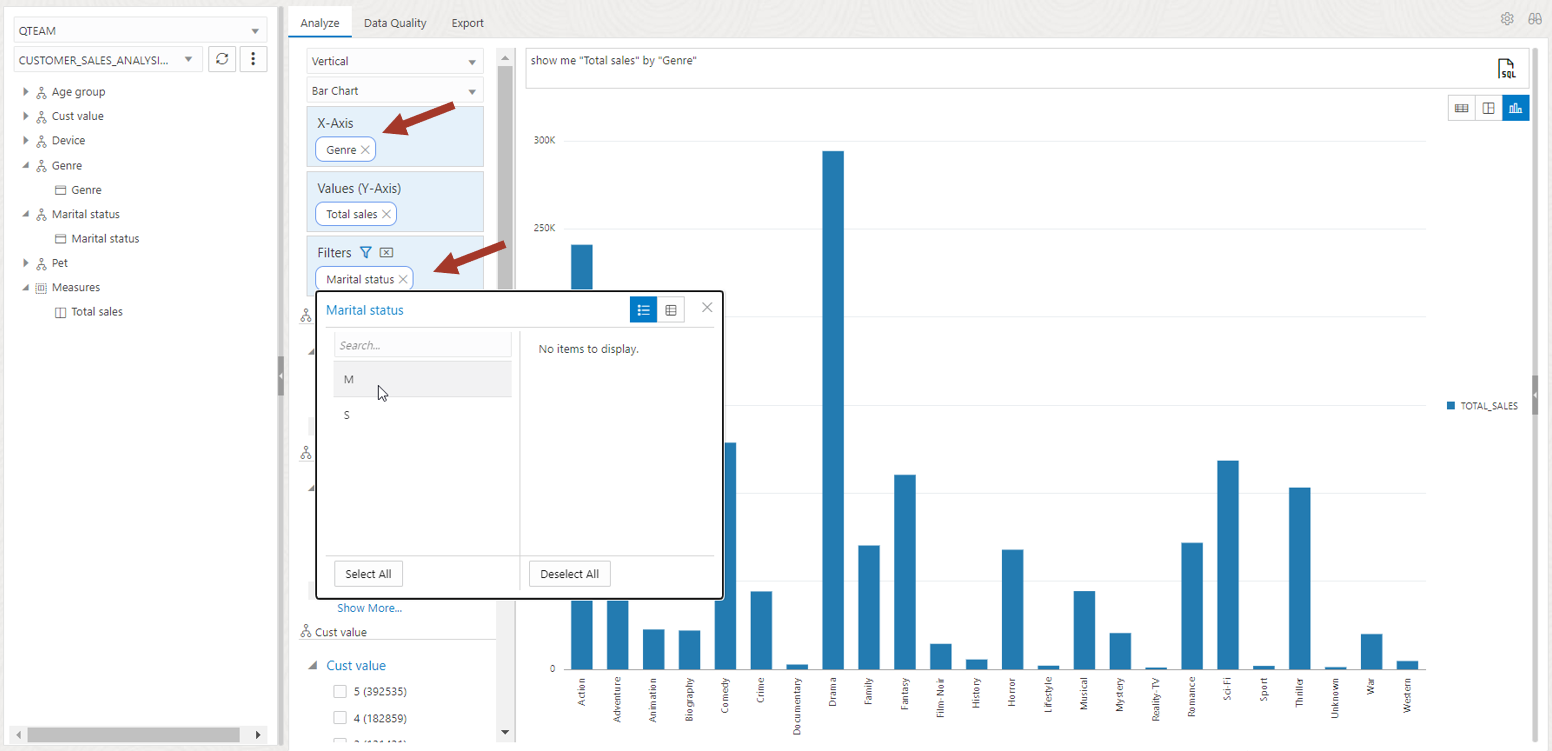 QTEAM
CUSTOMER_SALES_ANALYSI...
Age group
Cust value
Device
Genre
Genre
Marital status
Marital status
Pet
Measures
Total sales
Analyze
Data Quality
Export
Vertical
Bar Chart
X-Axis
Genre
Values (Y-Axis)
Total sales
Filters
Marital status
Marital status
Search...
M
S
No items to display.
Select All
Deselect All
Show More...
Cust value
Cust value
5 (392535)
4 (182859)
show me "Total sales" by "Genre"
SQL
300K
250K
0
Action
Adventure
Animation
Biography
Comedy
Crime
Documentary
Drama
Family
Fantasy
Film-Noir
History
Horror
Lifestyle
Musical
Mystery
Reality-TV
Romance
Sci-Fi
Sport
Thriller
Unknown
War
Western
TOTAL_SALES